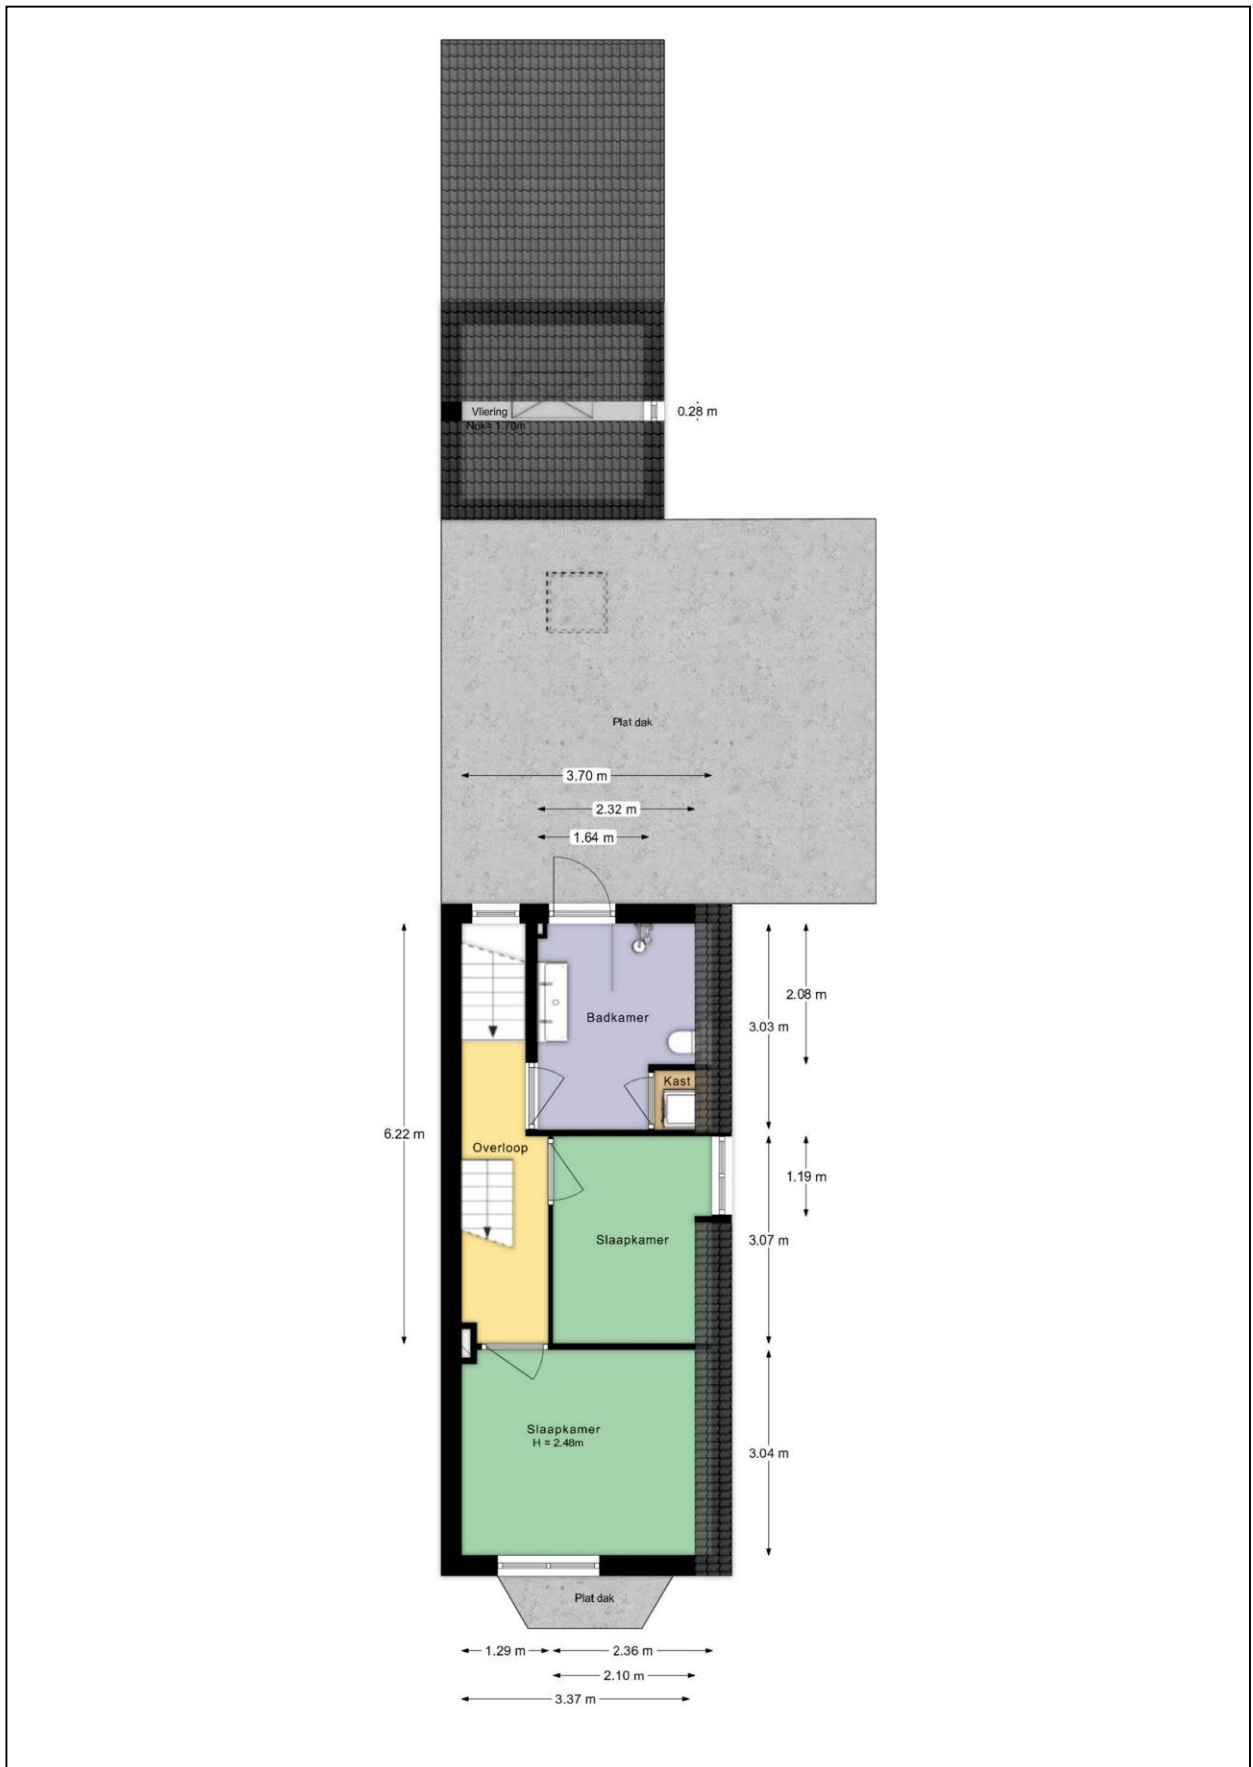 Vliering
Nok= 1.70m
0.28 m
Plat dak
3.70 m
2.32 m
1.64 m
Badkamer
2.08 m
3.03 m
Kast
6.22 m
Overloop
1.19 m
Slaapkamer
3.07 m
Slaapkamer
H = 2.48m
3.04 m
Plat dak
1.29 m
2.36 m
2.10 m
3.37 m